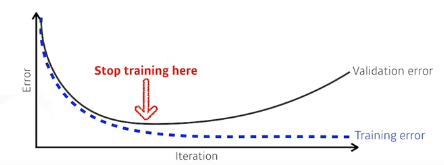 Stop training here
Validation error
Error
Training error
Iteration